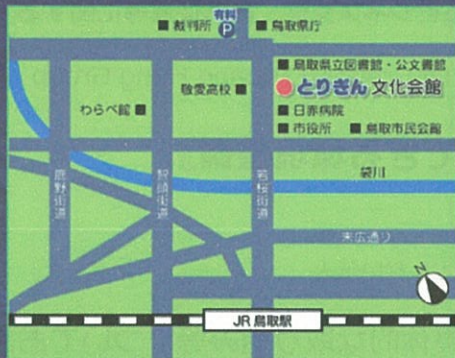 有料
P
■ 裁判所
■ 鳥取県庁
■ 鳥取県立図書館・公文書館
● とりぎん 文化会館
敬愛高校 ■
わらべ館 ■
■ 日赤病院
■ 市役所 ■ 鳥取市民会館
鹿野街道
智頭街道
若桜街道
袋川
末広通り
N
JR 鳥取駅